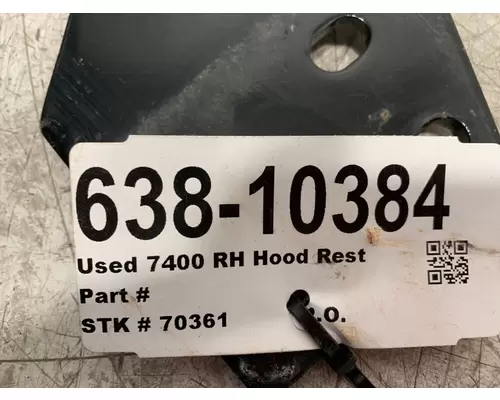 638-10384
Used 7400 RH Hood Rest
Part #
STK # 70361 .O.